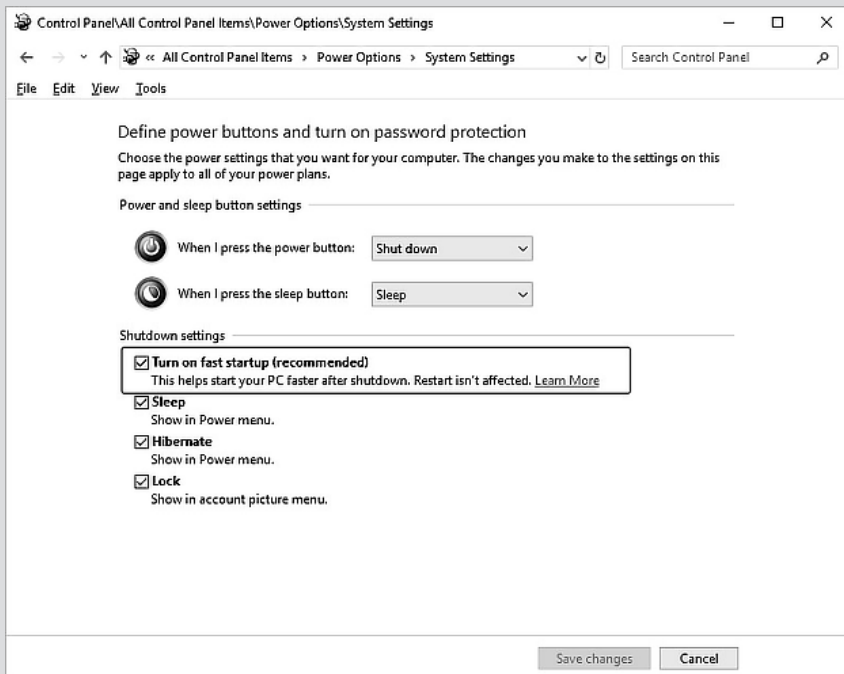 Control Panel\All Control Panel Items\Power Options\System Settings
« All Control Panel Items › Power Options › System Settings
Search Control Panel
File Edit View Tools
Define power buttons and turn on password protection
Choose the power settings that you want for your computer. The changes you make to the settings on this
page apply to all of your power plans.
Power and sleep button settings
When I press the power button: Shut down
When I press the sleep button: Sleep
Shutdown settings
Turn on fast startup (recommended)
This helps start your PC faster after shutdown. Restart isn't affected. Learn More
Sleep
Show in Power menu.
Hibernate
Show in Power menu.
Lock
Show in account picture menu.
Save changes Cancel